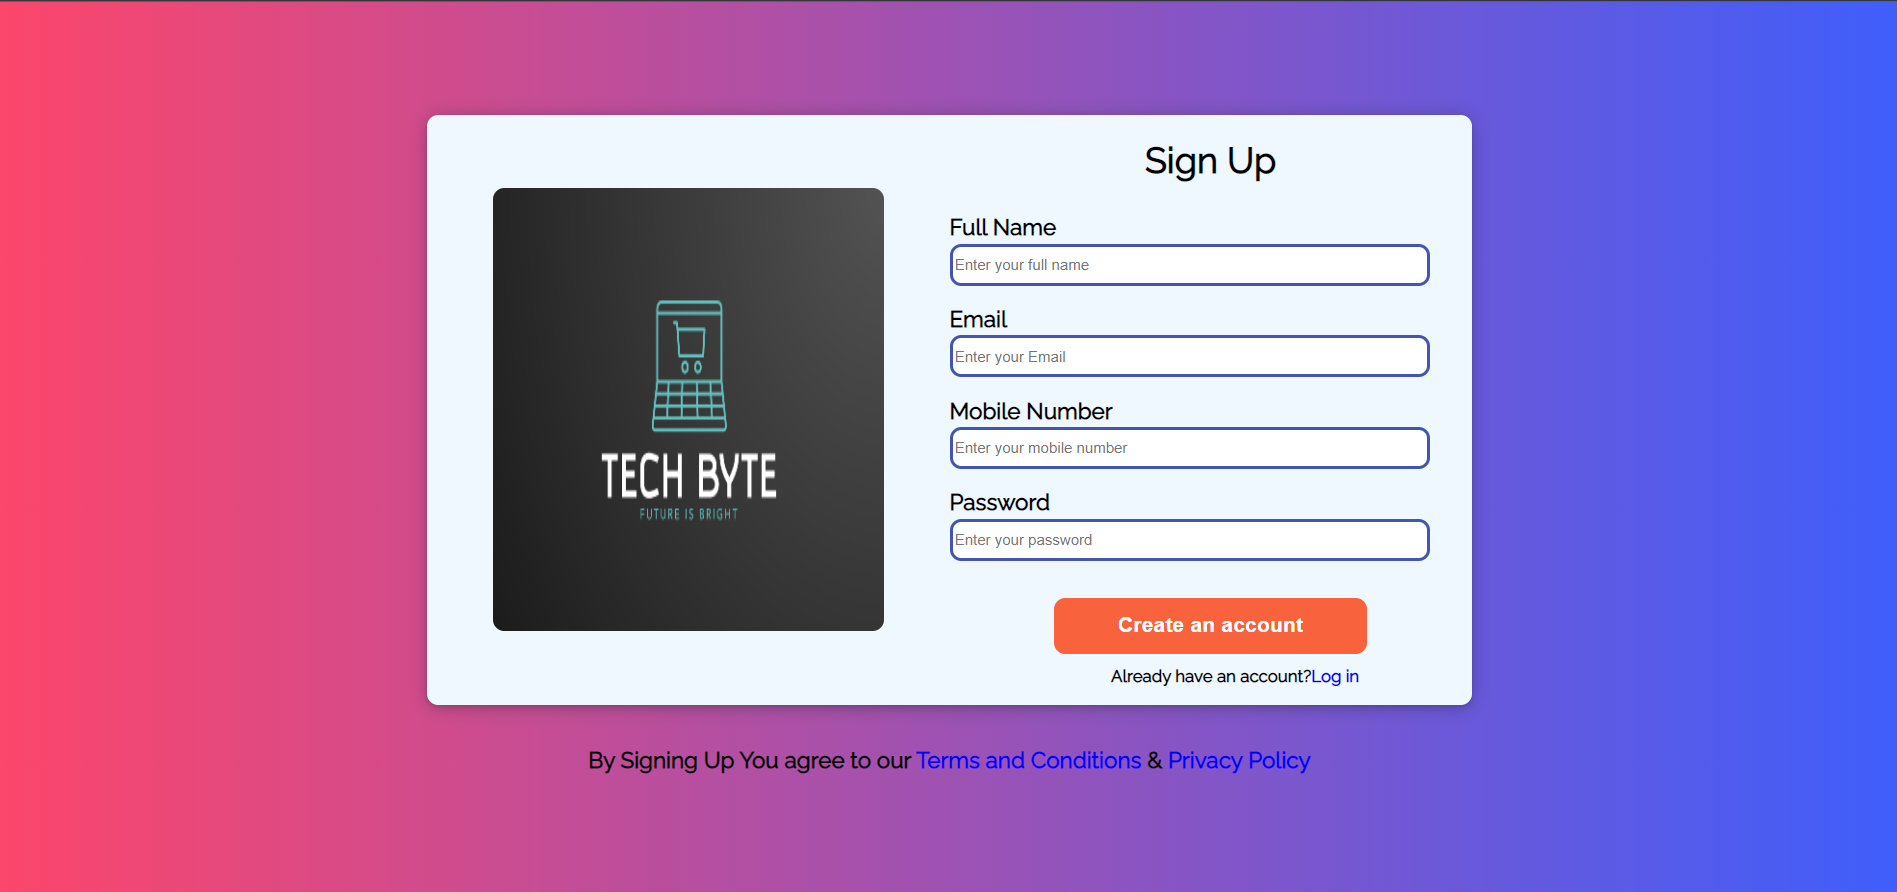 TECH BYTE
FUTURE IS BRIGHT
Sign Up
Full Name
Enter your full name
Email
Enter your Email
Mobile Number
Enter your mobile number
Password
Enter your password
Create an account
Already have an account?Log in
By Signing Up You agree to our Terms and Conditions & Privacy Policy